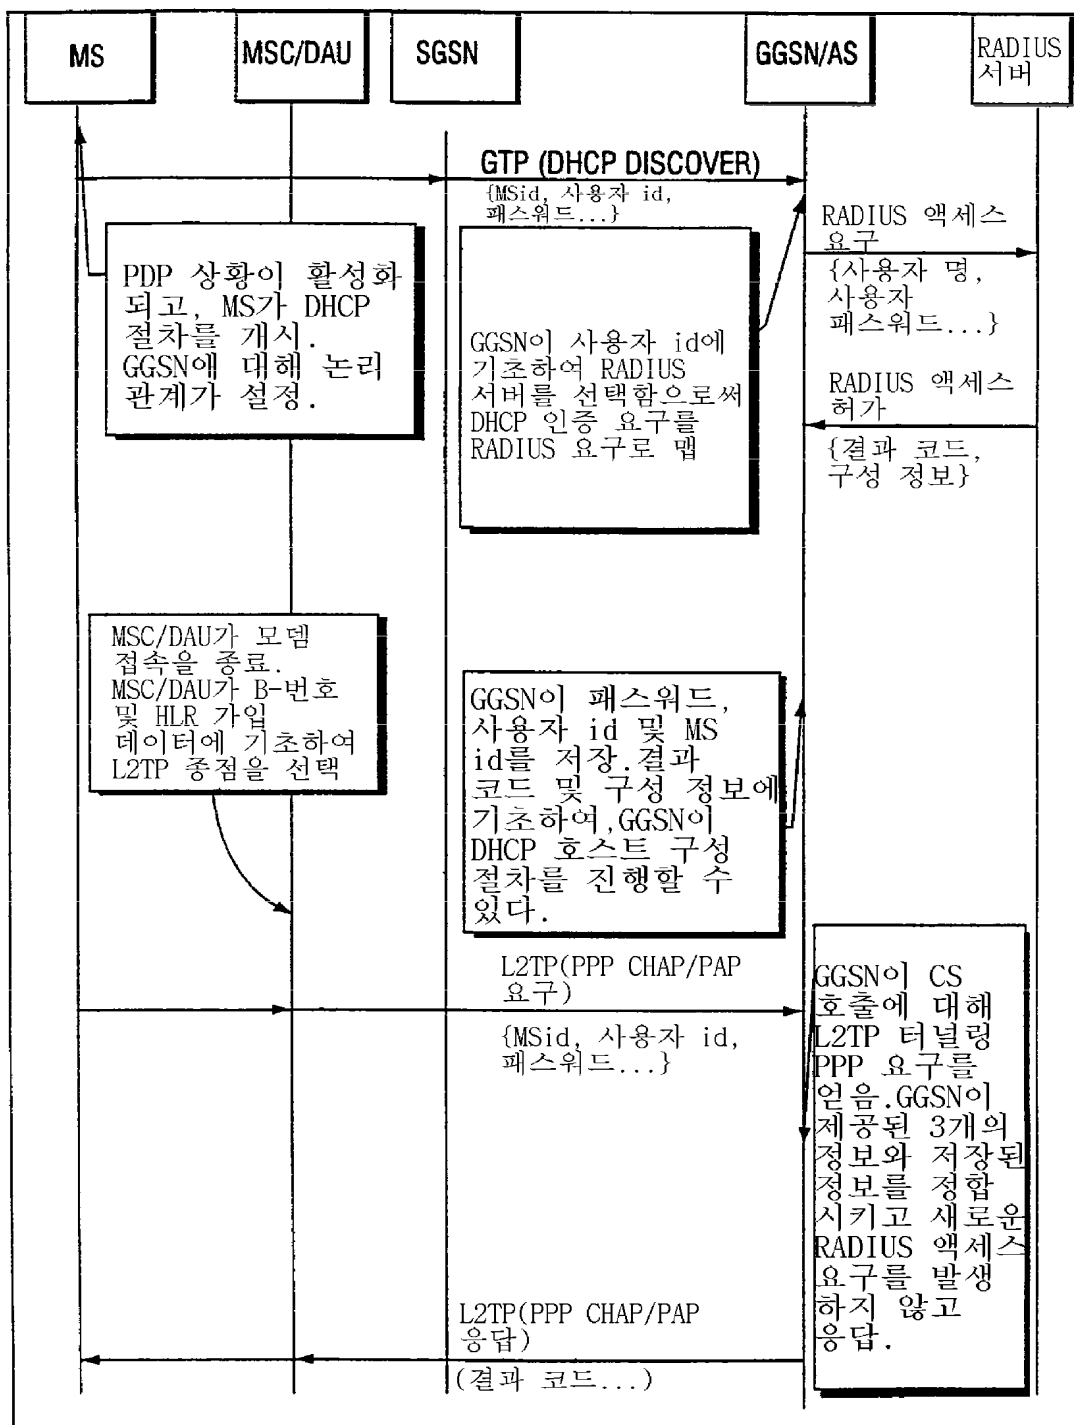 MS
MSC/DAU
SGSN
GGSN/AS
RADIUS
서버
GTP (DHCP DISCOVER)
{MSid, 사용자 id,
패스워드...}
RADIUS 액세스
요구
{사용자 명,
사용자
패스워드...}
PDP 상황이 활성화
되고, MS가 DHCP
절차를 개시.
GGSN에 대해 논리
관계가 설정.
GGSN이 사용자 id에
기초하여 RADIUS
서버를 선택함으로써
DHCP 인증 요구를
RADIUS 요구로 맵
RADIUS 액세스
허가
{결과 코드,
구성 정보}
MSC/DAU가 모뎀
접속을 종료.
MSC/DAU가 B-번호
및 HLR 가입
데이터에 기초하여
L2TP 종점을 선택
GGSN이 패스워드,
사용자 id 및 MS
id를 저장.결과
코드 및 구성 정보에
기초하여,GGSN이
DHCP 호스트 구성
절차를 진행할 수
있다.
L2TP(PPP CHAP/PAP
요구)
{MSid, 사용자 id,
패스워드...}
GGSN이 CS
호출에 대해
L2TP 터널링
PPP 요구를
얻음.GGSN이
제공된 3개의
정보와 저장된
정보를 정합
시키고 새로운
RADIUS 액세스
요구를 발생
하지 않고
응답.
L2TP(PPP CHAP/PAP
응답)
(결과 코드...)